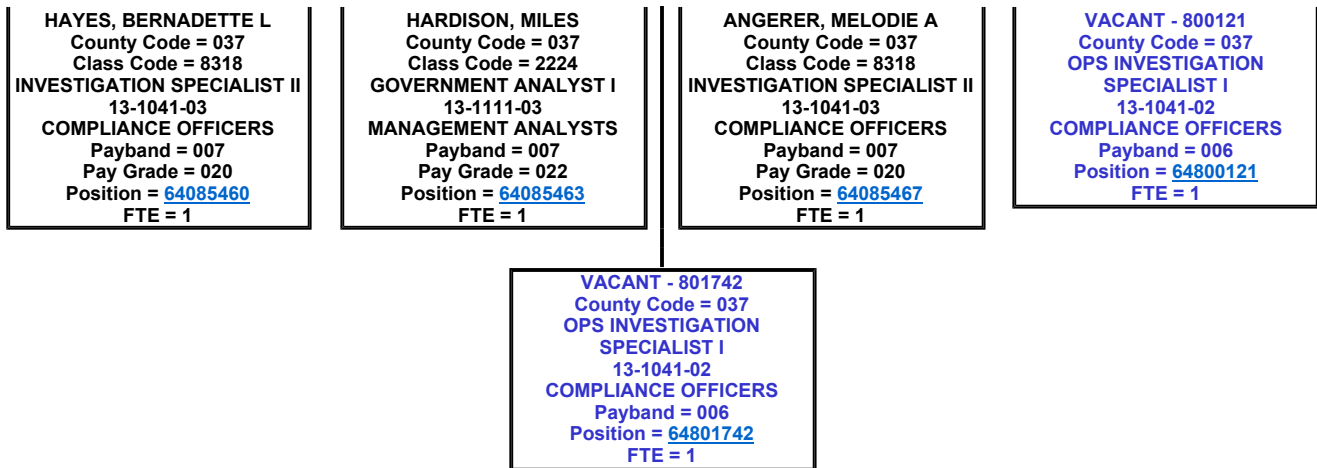 HAYES, BERNADETTE L
County Code = 037
Class Code = 8318
INVESTIGATION SPECIALIST II
13-1041-03
COMPLIANCE OFFICERS
Payband = 007
Pay Grade = 020
Position = 64085460
FTE = 1
HARDISON, MILES
County Code = 037
Class Code = 2224
GOVERNMENT ANALYST I
13-1111-03
MANAGEMENT ANALYSTS
Payband = 007
Pay Grade = 022
Position = 64085463
FTE = 1
ANGERER, MELODIE A
County Code = 037
Class Code = 8318
INVESTIGATION SPECIALIST II
13-1041-03
COMPLIANCE OFFICERS
Payband = 007
Pay Grade = 020
Position = 64085467
FTE = 1
VACANT - 800121
County Code = 037
OPS INVESTIGATION
SPECIALIST I
13-1041-02
COMPLIANCE OFFICERS
Payband = 006
Position = 64800121
FTE = 1
VACANT - 801742
County Code = 037
OPS INVESTIGATION
SPECIALIST I
13-1041-02
COMPLIANCE OFFICERS
Payband = 006
Position = 64801742
FTE = 1